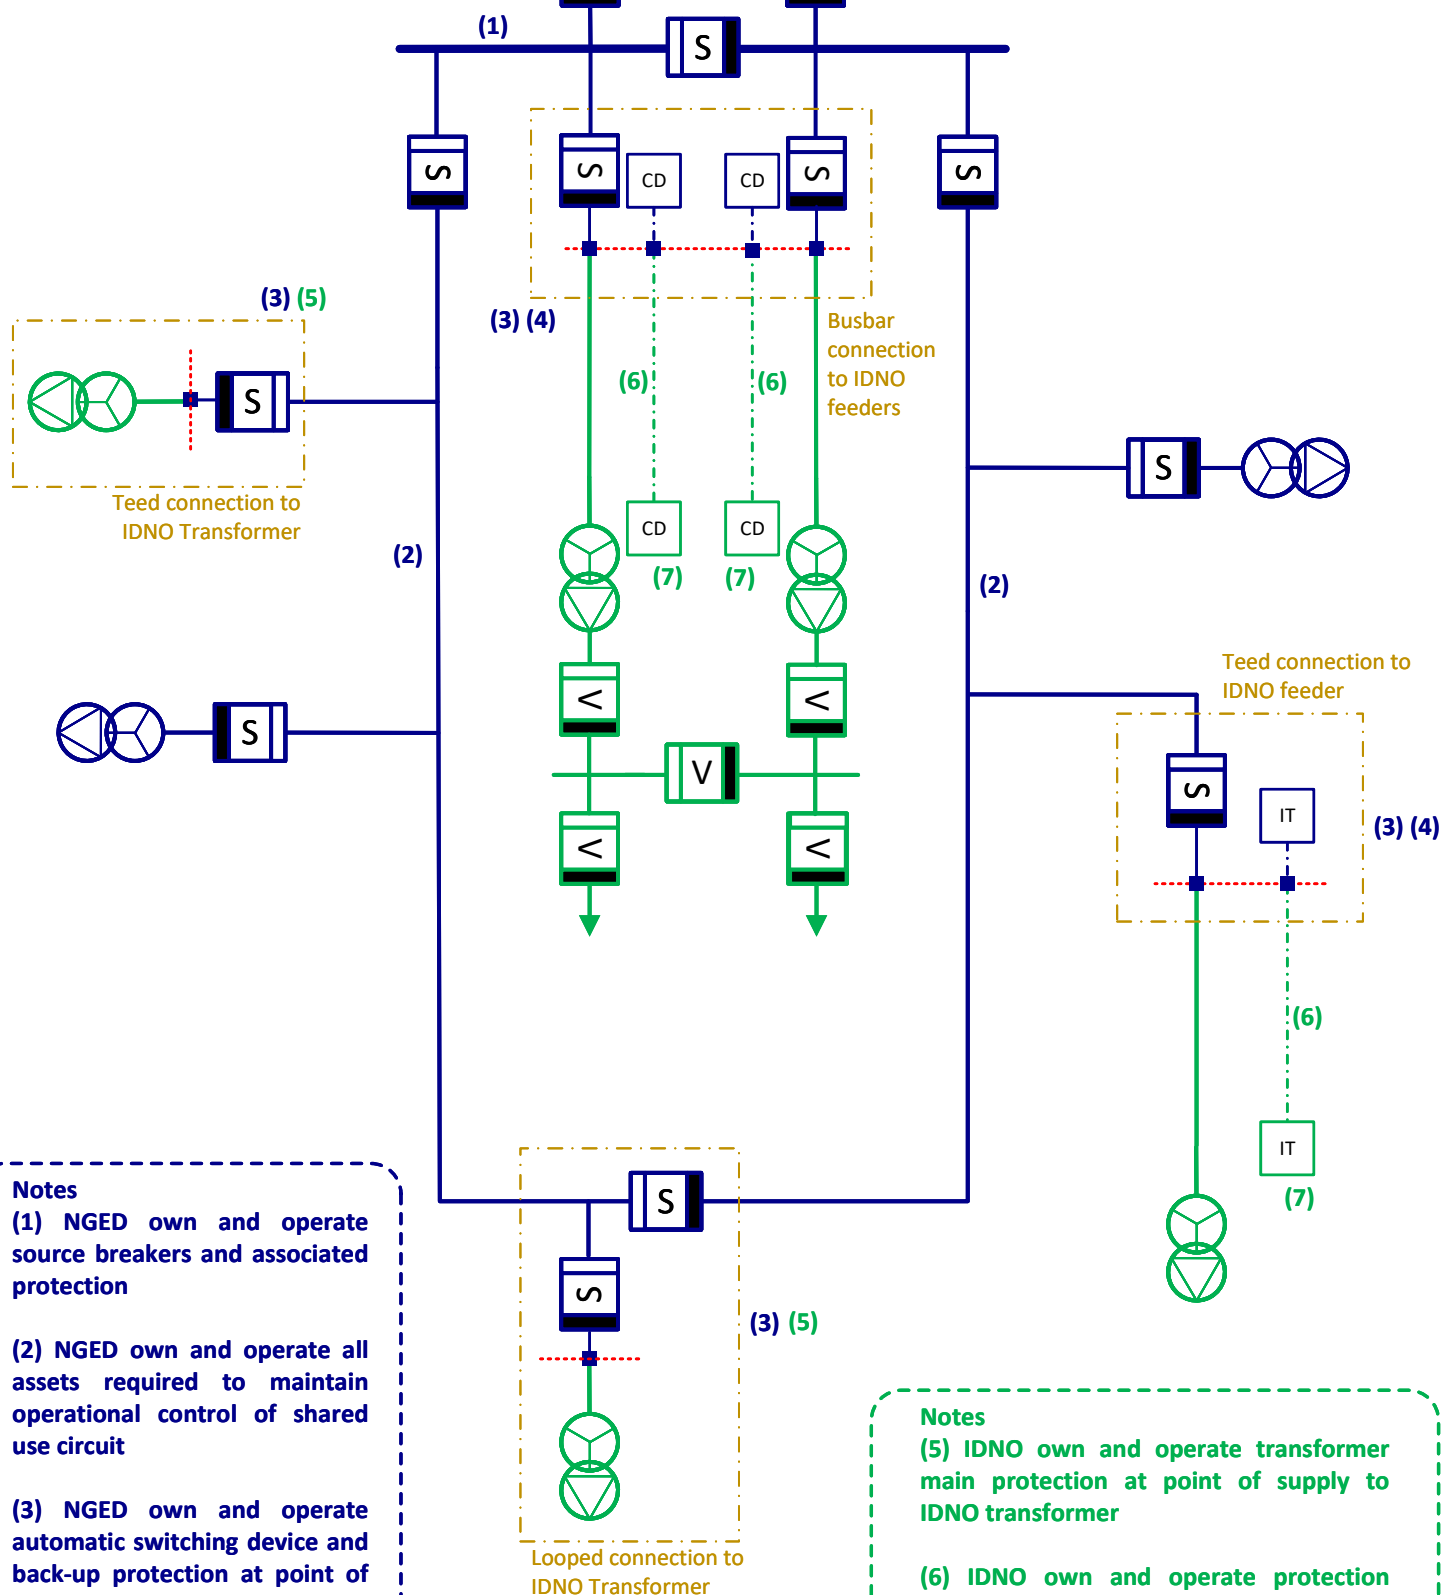 (1)
S
S
S
S
S
CD
CD
(3) (5)
(3) (4)
Busbar
connection
to IDNO
feeders
S
(6)
(6)
S
Teed connection to
IDNO Transformer
CD
CD
(2)
(7)
(7)
(2)
Teed connection to
IDNO feeder
V
V
S
V
S
IT
(3) (4)
V
V
(6)
IT
(7)
S
S
(3) (5)
Looped connection to
IDNO Transformer
Notes
(1) NGED own and operate
source breakers and associated
protection
(2) NGED own and operate all
assets required to maintain
operational control of shared
use circuit
(3) NGED own and operate
automatic switching device and
back-up protection at point of
Notes
(5) IDNO own and operate transformer
main protection at point of supply to
IDNO transformer
(6) IDNO own and operate protection